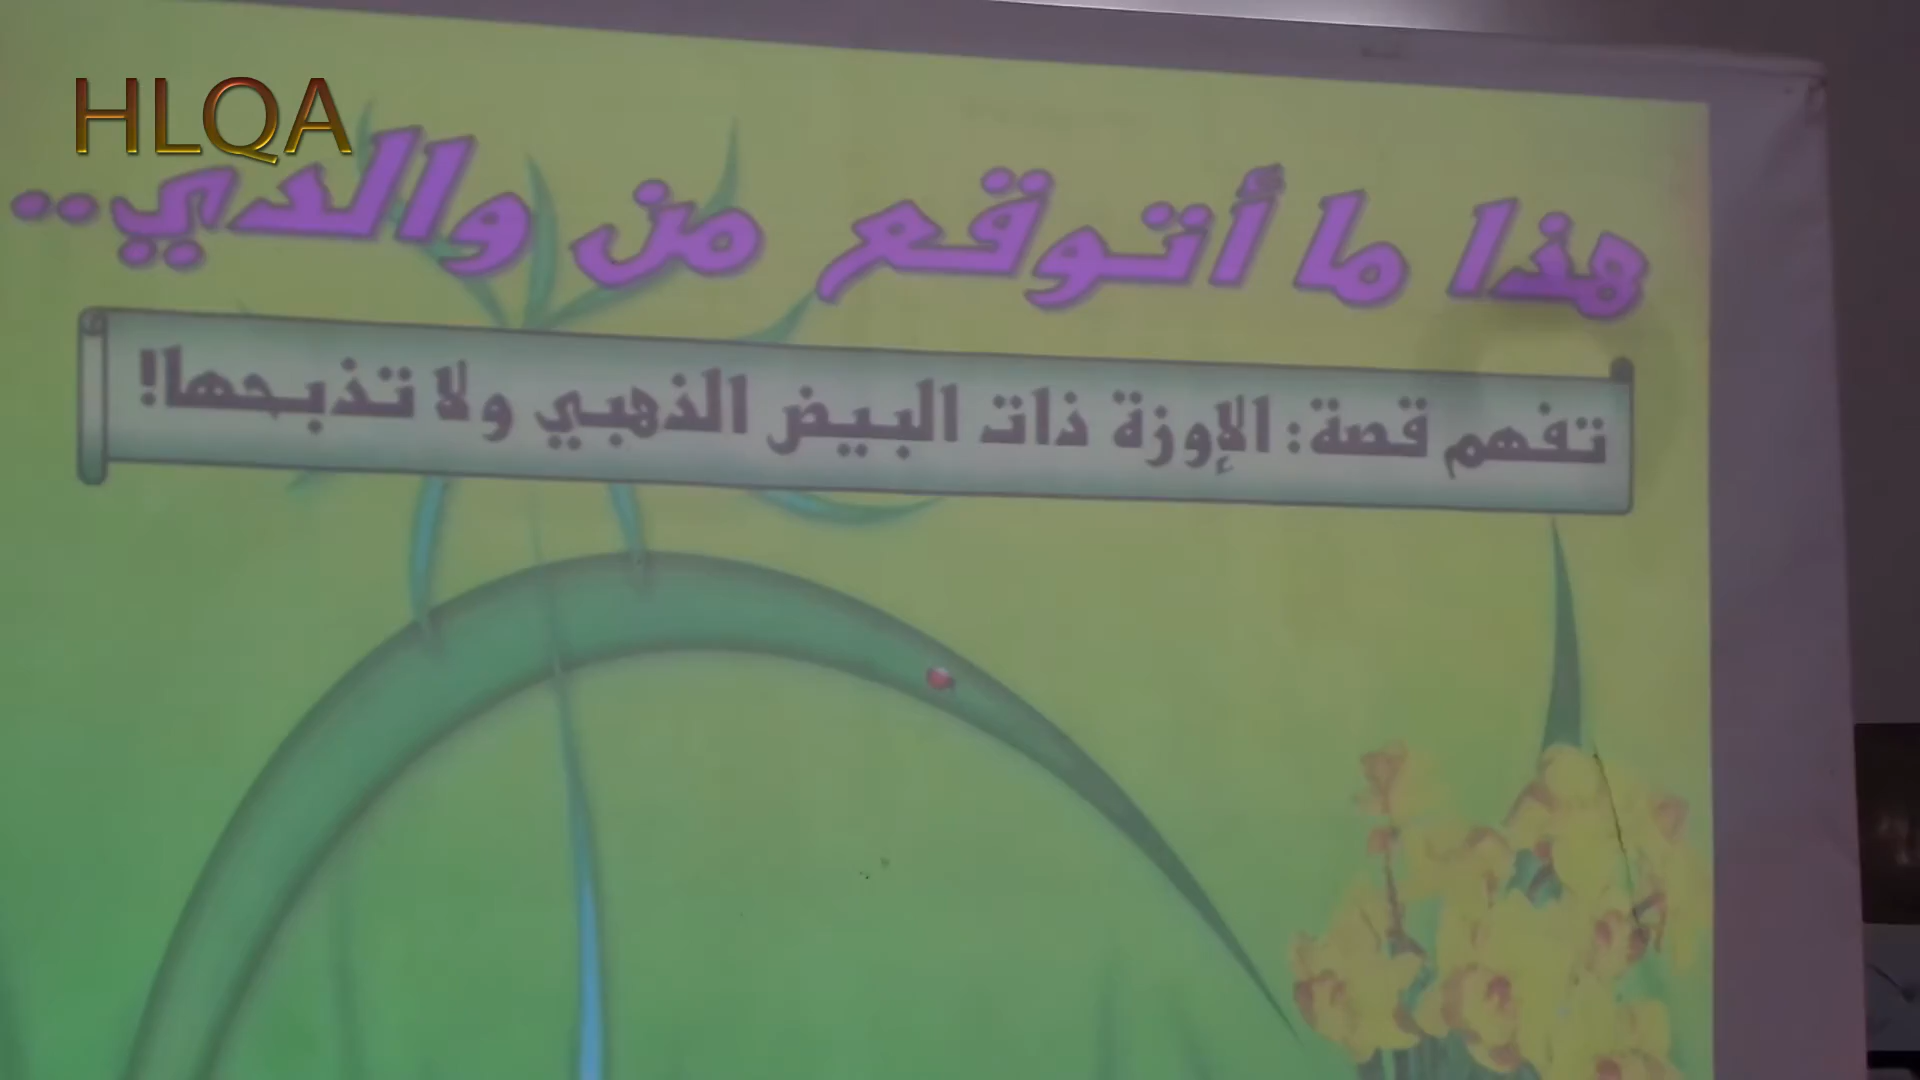 HLQA
هذا ما أتوقع من والدي..
تفهم قصة: الإوزة ذات البيض الذهبي ولا تذبحها!